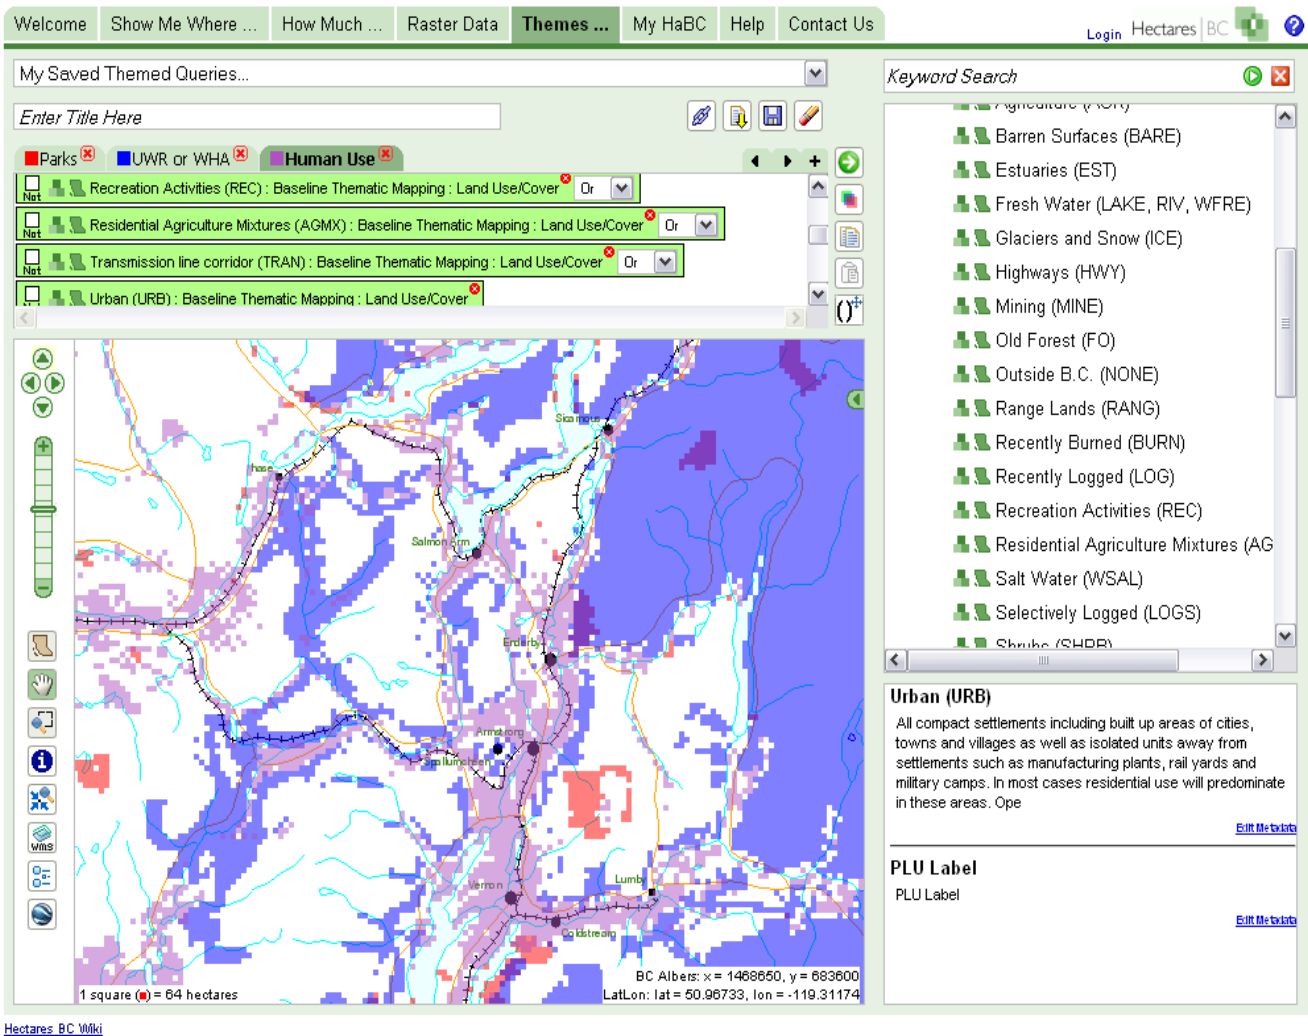 Welcome Show Me Where ... How Much ... Raster Data Themes ... My HaBC Help Contact Us
Login Hectares BC ?
My Saved Themed Queries...
Enter Title Here
Parks UWR or WHA Human Use
Not Recreation Activities (REC) : Baseline Thematic Mapping : Land Use/Cover Or
Not Residential Agriculture Mixtures (AGMX) : Baseline Thematic Mapping : Land Use/Cover Or
Not Transmission line corridor (TRAN) : Baseline Thematic Mapping : Land Use/Cover Or
Not Urban (URB) : Baseline Thematic Mapping : Land Use/Cover
()
WMS
Sicamous
hase
Salmon Arm
Enderby
Armstrong
Spallumcheen
Vernon
Lumby
Coldstream
BC Albers: x = 1468650, y = 683600
1 square ( ) = 64 hectares
LatLon: lat = 50.96733, lon = -119.31174
Keyword Search
Agriculture (AGR)
Barren Surfaces (BARE)
Estuaries (EST)
Fresh Water (LAKE, RIV, WFRE)
Glaciers and Snow (ICE)
Highways (HWY)
Mining (MINE)
Old Forest (FO)
Outside B.C. (NONE)
Range Lands (RANG)
Recently Burned (BURN)
Recently Logged (LOG)
Recreation Activities (REC)
Residential Agriculture Mixtures (AG
Salt Water (WSAL)
Selectively Logged (LOGS)
Shrubs (SHRB)
Urban (URB)
All compact settlements including built up areas of cities,
towns and villages as well as isolated units away from
settlements such as manufacturing plants, rail yards and
military camps. In most cases residential use will predominate
in these areas. Ope
Edit Metadata
PLU Label
PLU Label
Edit Metadata
Hectares BC Wiki